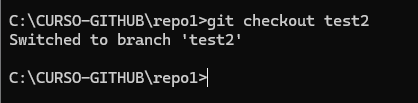 C:\CURSO-GITHUB\repo1>git checkout test2
Switched to branch 'test2'
C:\CURSO-GITHUB\repo1>